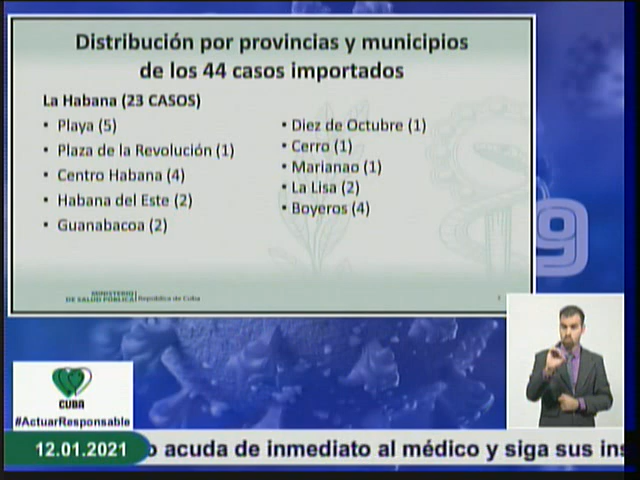 Distribución por provincias y municipios
de los 44 casos importados
La Habana (23 CASOS)
• Playa (5)
• Plaza de la Revolución (1)
• Centro Habana (4)
• Habana del Este (2)
• Guanabacoa (2)
• Diez de Octubre (1)
• Cerro (1)
• Marianao (1)
• La Lisa (2)
• Boyeros (4)
MINISTERIO
DE SALUD PÚBLICA República de Cuba
9
CUBA
#ActuarResponsable
12.01.2021
o acuda de inmediato al médico y siga sus ins